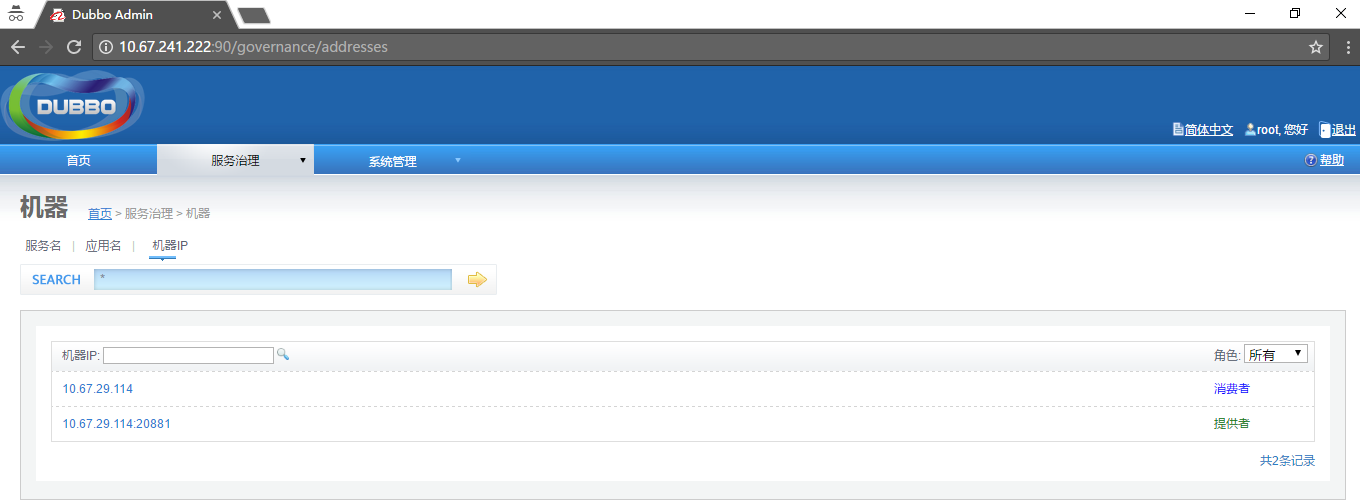 Dubbo Admin
10.67.241.222:90/governance/addresses
DUBBO
简体中文 root, 您好 退出
首页 服务治理 ▼ 系统管理 ▼ ? 帮助
机器 首页 > 服务治理 > 机器
服务名 | 应用名 | 机器IP
SEARCH *
机器IP: 角色: 所有 ▼
10.67.29.114 消费者
10.67.29.114:20881 提供者
共2条记录